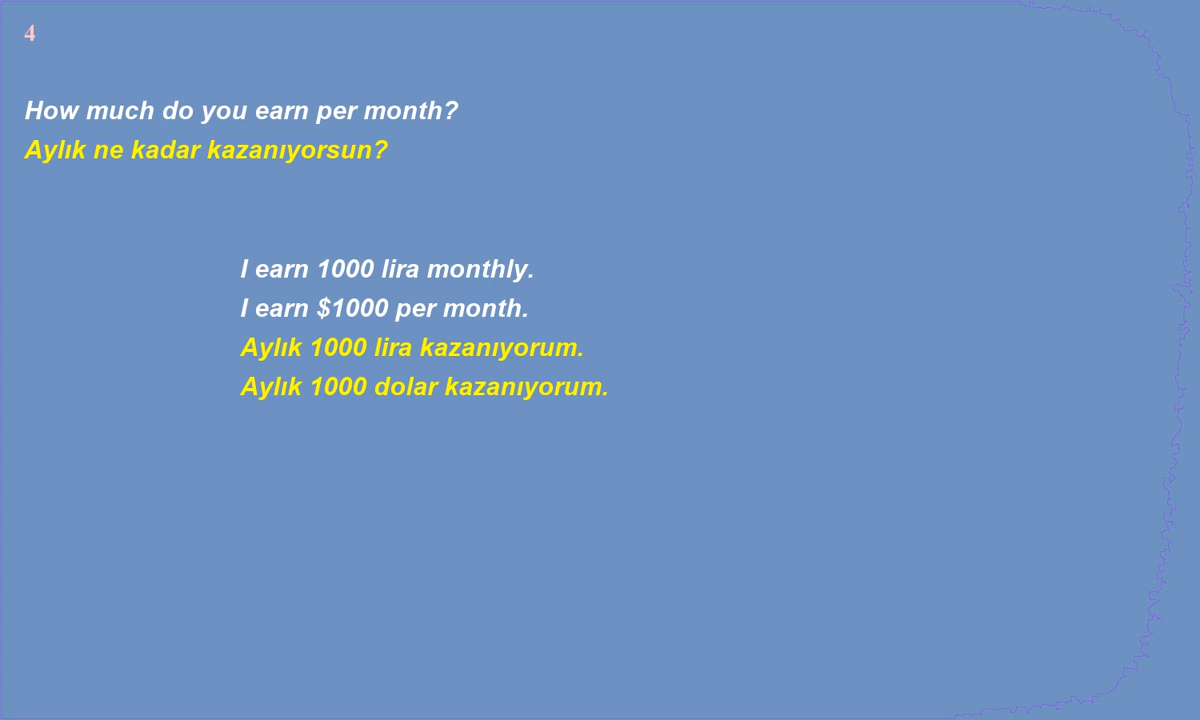 4
How much do you earn per month?
Aylık ne kadar kazanıyorsun?
I earn 1000 lira monthly.
I earn $1000 per month.
Aylık 1000 lira kazanıyorum.
Aylık 1000 dolar kazanıyorum.